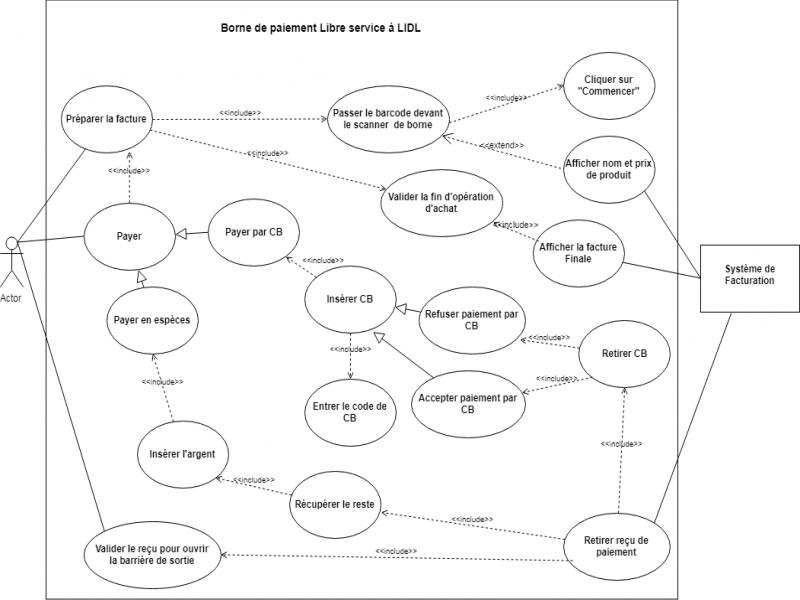 Borne de paiement Libre service à LIDL
Cliquer sur
"Commencer"
<<include>>
Préparer la facture
<<include>>
Passer le barcode devant
le scanner  de borne
<<extend>>
Afficher nom et prix
de produit
<<include>>
<<include>>
Valider la fin d'opération
d'achat
<<include>>
Payer
Payer par CB
Afficher la facture
Finale
Système de
Facturation
Actor
<<include>>
Insérer CB
Payer en espèces
Refuser paiement par
CB
<<include>>
Retirer CB
<<include>>
<<include>>
<<include>>
Entrer le code de
CB
Accepter paiement par
CB
<<include>>
Insérer l'argent
<<include>>
Récupérer le reste
<<include>>
Retirer reçu de
paiement
Valider le reçu pour ouvrir
la barrière de sortie
<<include>>